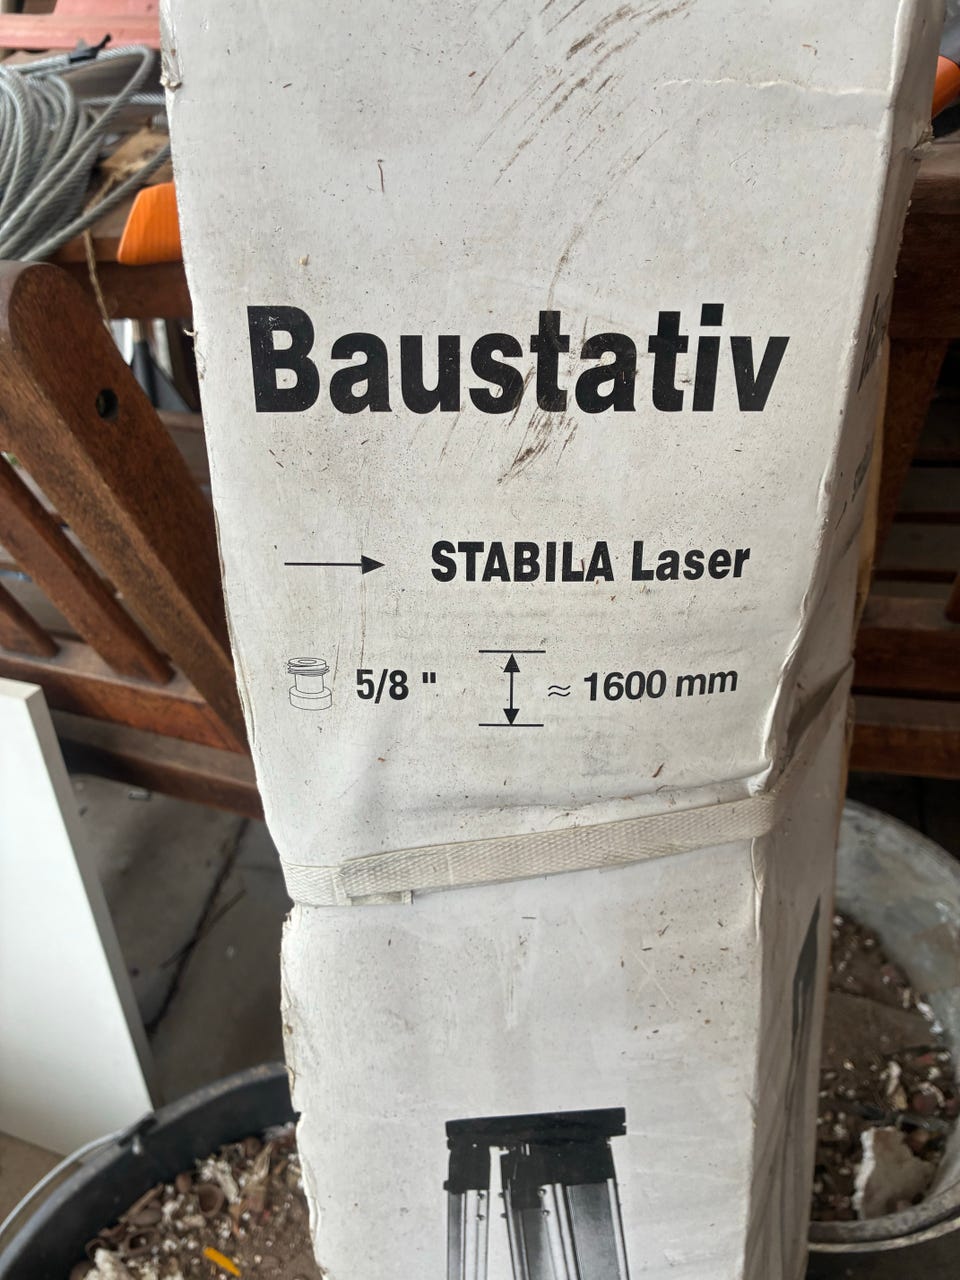 Baustativ
STABILA Laser
5/8 " ≈ 1600 mm